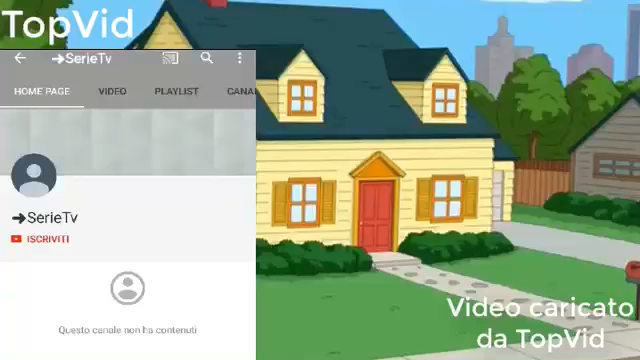 TopVid
➜SerieTv
HOME PAGE VIDEO PLAYLIST CANA
➜SerieTv
ISCRIVITI
Questo canale non ha contenuti
Video caricato
da TopVid